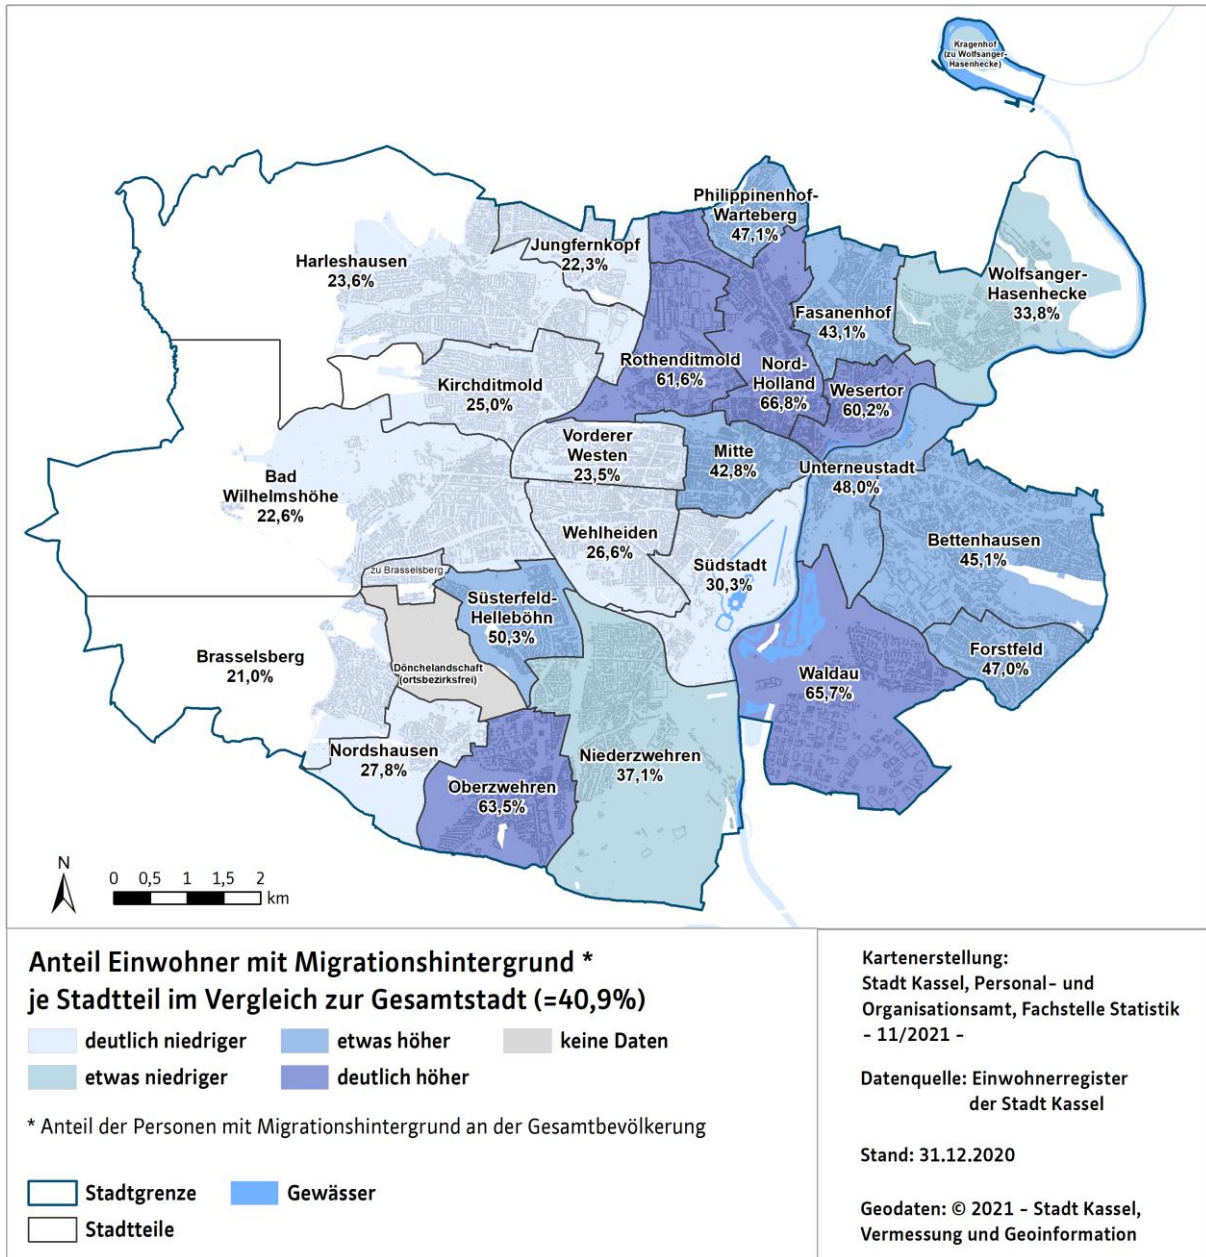 Kragenhof
(zu Wolfsanger-
Hasenhecke)
Philippinenhof-
Warteberg
47,1%
Jungfernkopf
22,3%
Harleshausen
23,6%
Wolfsanger-
Hasenhecke
33,8%
Fasanenhof
43,1%
Rothenditmold
61,6%
Nord-
Holland
66,8%
Wesertor
60,2%
Kirchditmold
25,0%
Vorderer
Westen
23,5%
Mitte
42,8%
Unterneustadt
48,0%
Bad
Wilhelmshöhe
22,6%
Wehlheiden
26,6%
Südstadt
30,3%
Bettenhausen
45,1%
zu Brasselsberg
Süsterfeld-
Helleböhn
50,3%
Brasselsberg
21,0%
Dönchelandschaft
(ortsbezirksfrei)
Forstfeld
47,0%
Waldau
65,7%
Nordshausen
27,8%
Niederzwehren
37,1%
Oberzwehren
63,5%
N
0 0,5 1 1,5 2
km
Anteil Einwohner mit Migrationshintergrund *
je Stadtteil im Vergleich zur Gesamtstadt (=40,9%)
deutlich niedriger
etwas höher
keine Daten
etwas niedriger
deutlich höher
* Anteil der Personen mit Migrationshintergrund an der Gesamtbevölkerung
Stadtgrenze
Gewässer
Stadtteile
Kartenerstellung:
Stadt Kassel, Personal- und
Organisationsamt, Fachstelle Statistik
- 11/2021 -
Datenquelle: Einwohnerregister
der Stadt Kassel
Stand: 31.12.2020
Geodaten: © 2021 - Stadt Kassel,
Vermessung und Geoinformation